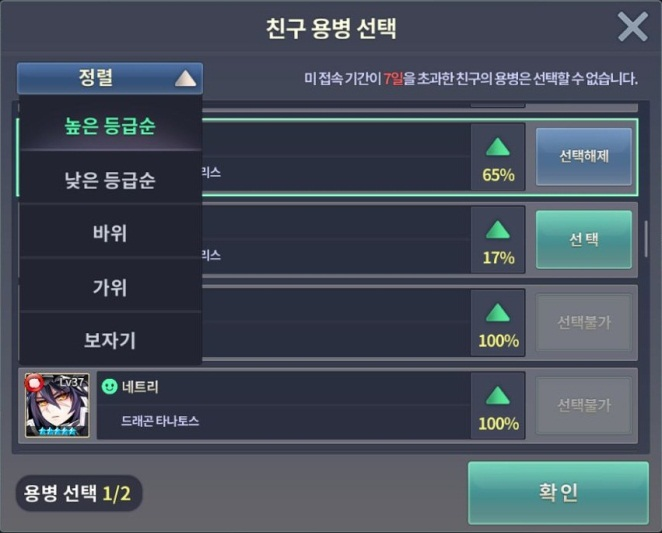 친구 용병 선택
정렬
미 접속 기간이 7일을 초과한 친구의 용병은 선택할 수 없습니다.
높은 등급순
낮은 등급순
바위
가위
보자기
리스
65%
선택해제
리스
17%
선택
100%
선택불가
Lv37
네트리
드래곤 타나토스
100%
선택불가
용병 선택 1/2
확인